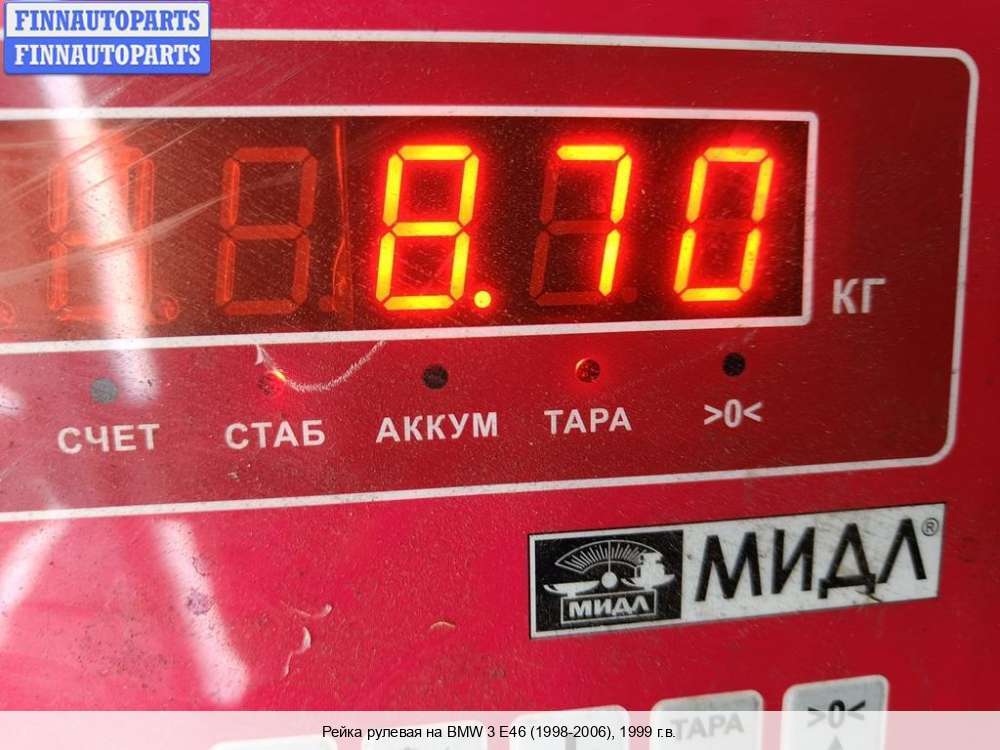 FINNAUTOPARTS
FINNAUTOPARTS
8.70
КГ
СЧЕТ СТАБ АККУМ ТАРА >0<
МИДЛ
МИДЛ®
ТАРА >0<
Рейка рулевая на BMW 3 E46 (1998-2006), 1999 г.в.